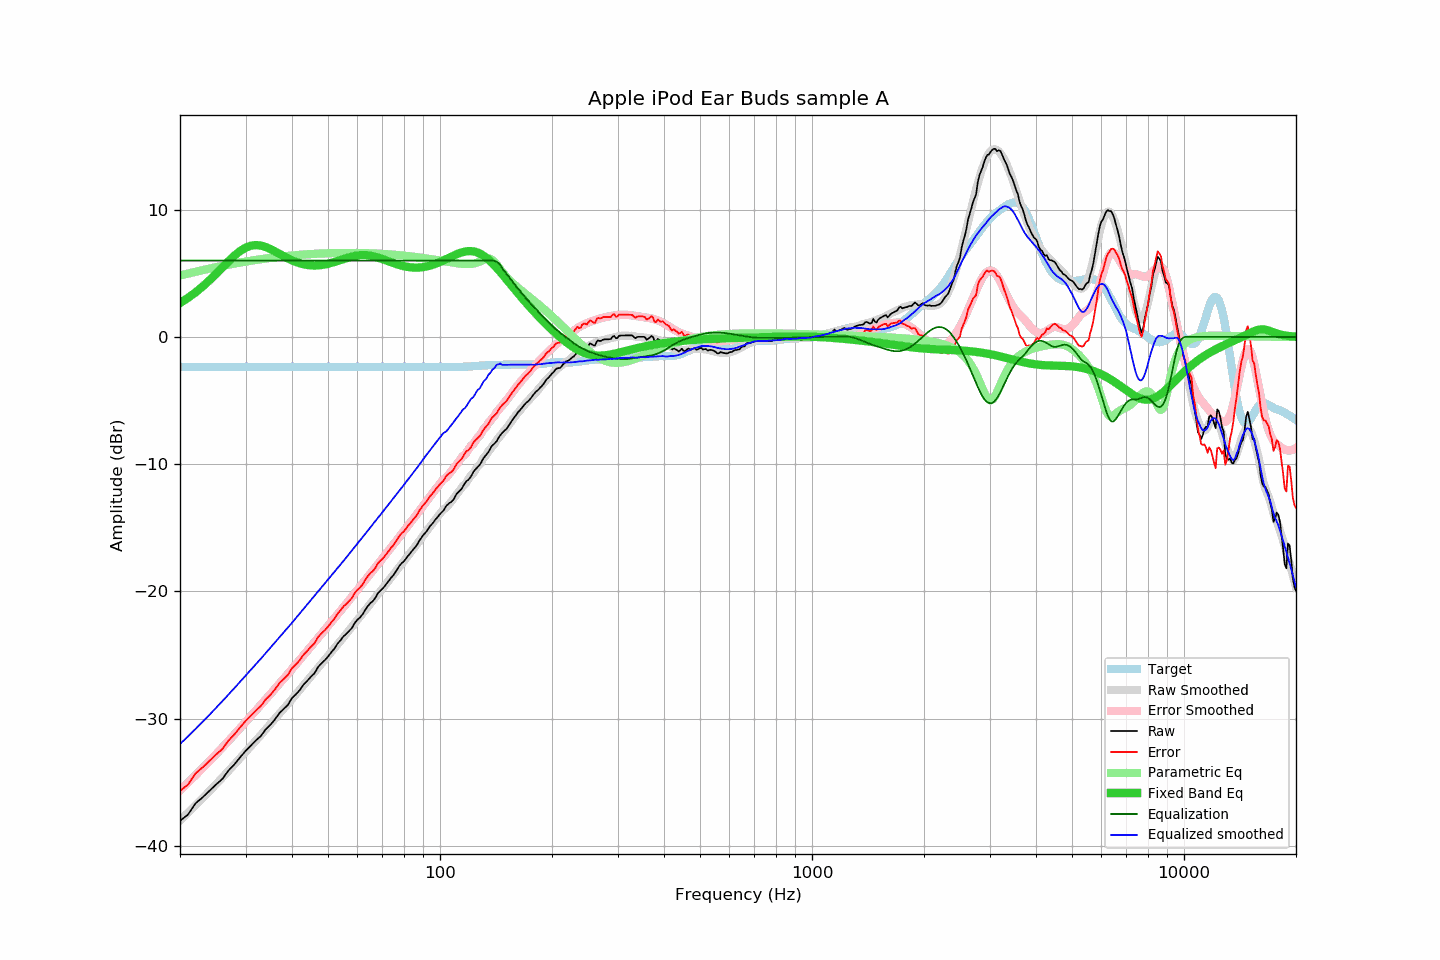 Apple iPod Ear Buds sample A
10
0
−10
−20
−30
−40
Amplitude (dBr)
100
1000
10000
Frequency (Hz)
Target
Raw Smoothed
Error Smoothed
Raw
Error
Parametric Eq
Fixed Band Eq
Equalization
Equalized smoothed